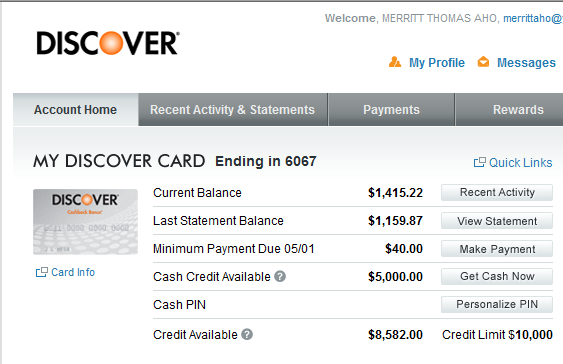 Welcome, MERRITT THOMAS AHO, merrittaho@
DISCOVER®
My Profile Messages
Account Home Recent Activity & Statements Payments Rewards
MY DISCOVER CARD Ending in 6067
Quick Links
DISCOVER
Cashback Bonus
Current Balance $1,415.22 Recent Activity
Last Statement Balance $1,159.87 View Statement
Minimum Payment Due 05/01 $40.00 Make Payment
Card Info
Cash Credit Available ? $5,000.00 Get Cash Now
Cash PIN Personalize PIN
Credit Available ? $8,582.00 Credit Limit $10,000